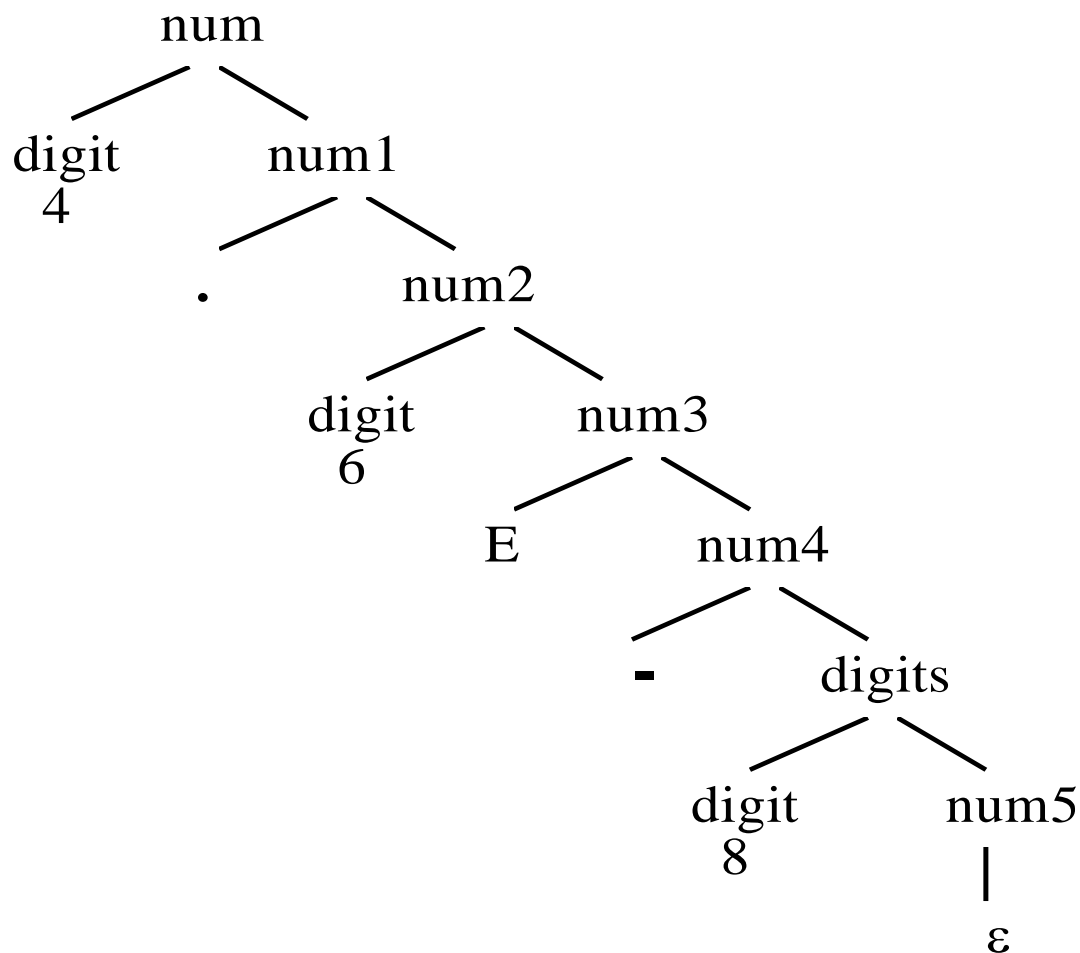 num
digit num1
4
. num2
digit num3
6
E num4
- digits
digit num5
8
ε